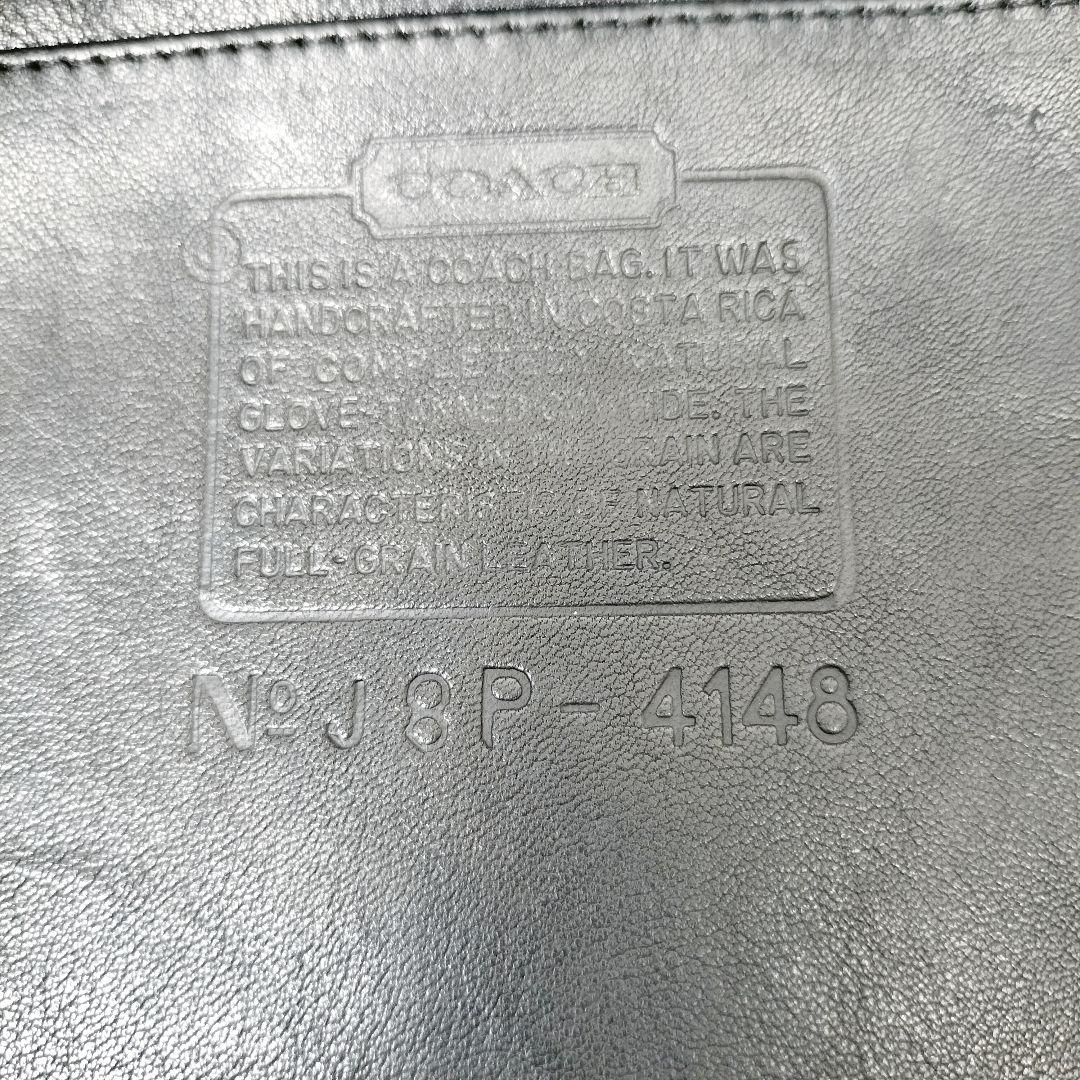 COACH
THIS IS A COACH BAG. IT WAS
HANDCRAFTED IN COSTA RICA
OF COMPLETELY NATURAL
GLOVE TANNED COWHIDE. THE
VARIATIONS IN THE GRAIN ARE
CHARACTERISTIC OF NATURAL
FULL-GRAIN LEATHER.
No J8P-4148